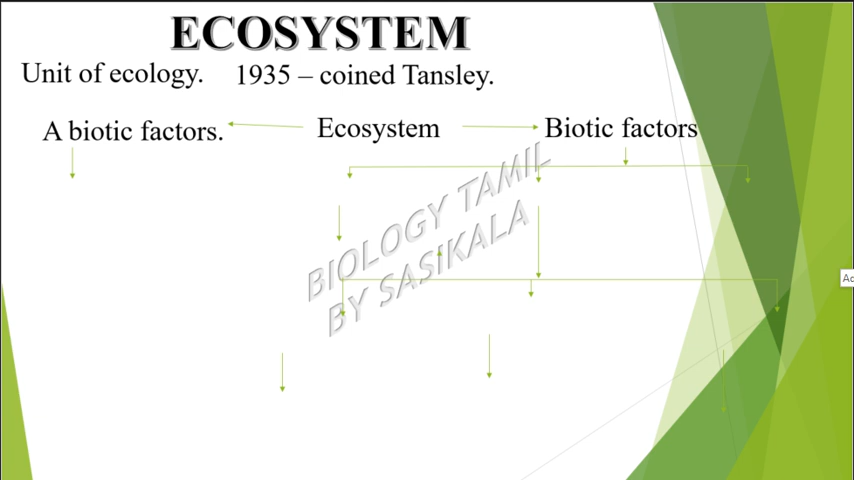 ECOSYSTEM
Unit of ecology. 1935 – coined Tansley.
A biotic factors. Ecosystem Biotic factors
BIOLOGY TAMIL
BY SASIKALA